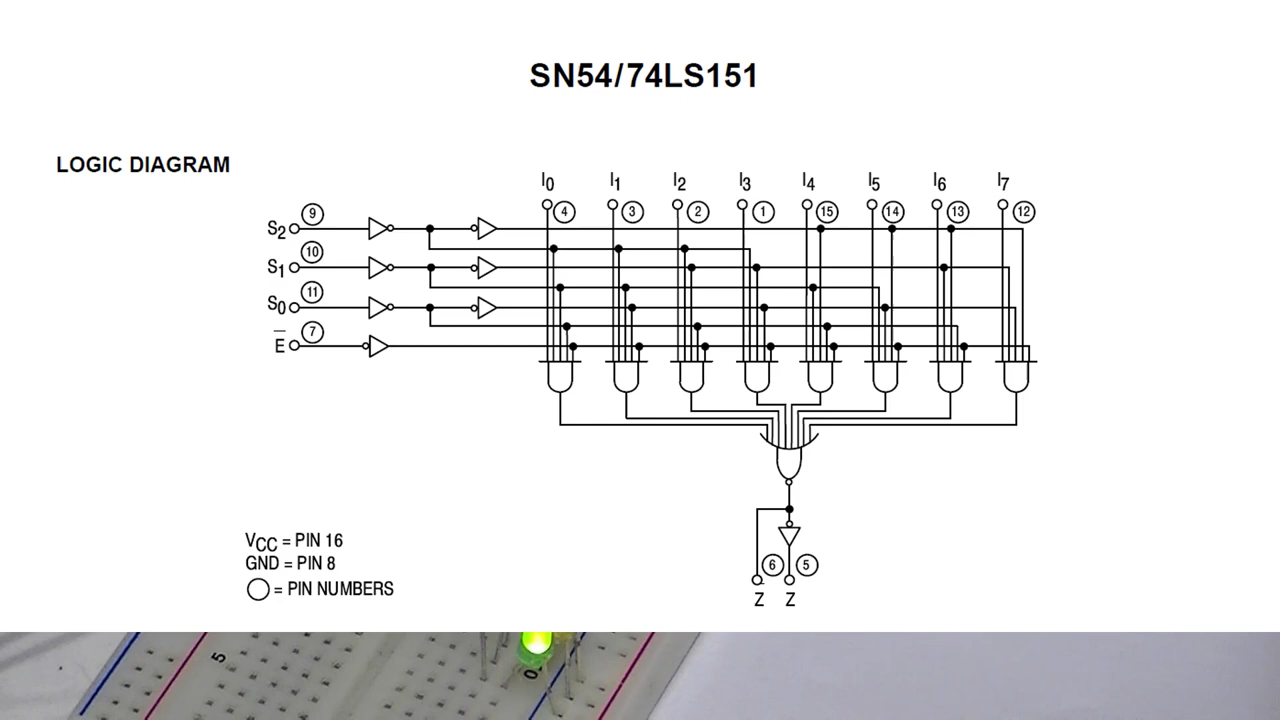 SN54/74LS151
LOGIC DIAGRAM
I0 I1 I2 I3 I4 I5 I6 I7
4 3 2 1 15 14 13 12
S2 9
S1 10
S0 11
E̅ 7
6 5
Z Z
VCC = PIN 16
GND = PIN 8
= PIN NUMBERS
5